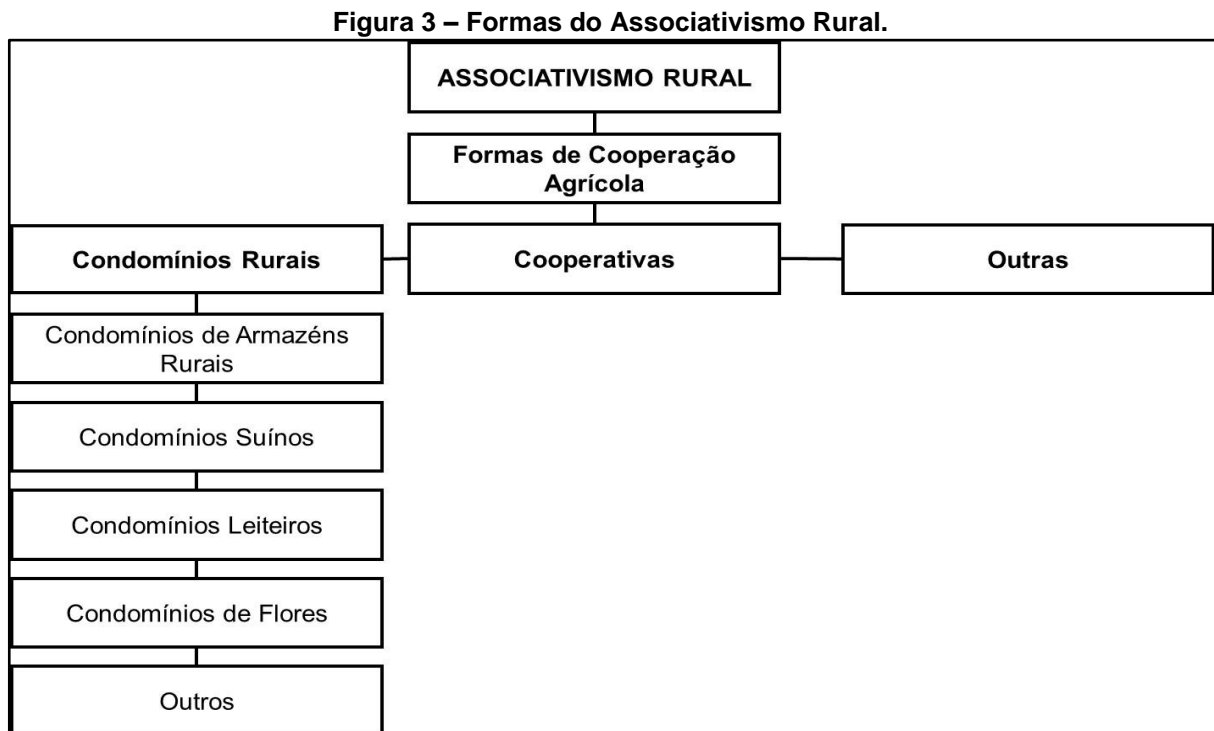 Figura 3 – Formas do Associativismo Rural.
ASSOCIATIVISMO RURAL
Formas de Cooperação
Agrícola
Condomínios Rurais
Cooperativas
Outras
Condomínios de Armazéns
Rurais
Condomínios Suínos
Condomínios Leiteiros
Condomínios de Flores
Outros